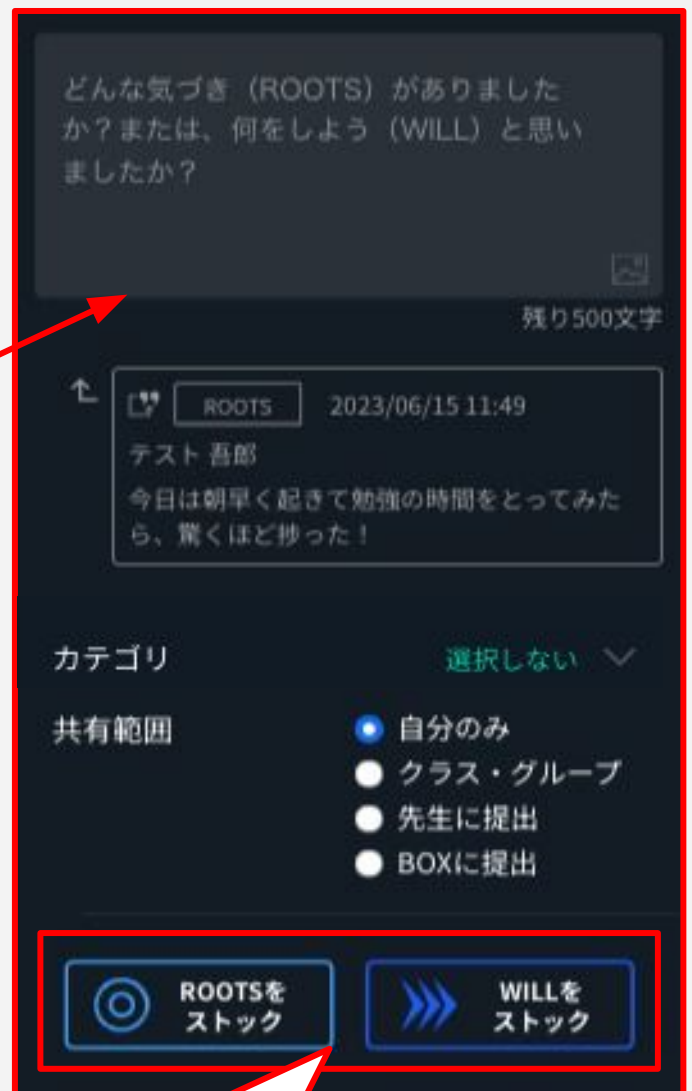 どんな気づき（ROOTS）がありました
か？または、何をしよう（WILL）と思い
ましたか？
残り500文字
ROOTS 2023/06/15 11:49
テスト 吾郎
今日は朝早く起きて勉強の時間をとってみた
ら、驚くほど捗った！
カテゴリ 選択しない
共有範囲 自分のみ
クラス・グループ
先生に提出
BOXに提出
ROOTSを
ストック
WILLを
ストック